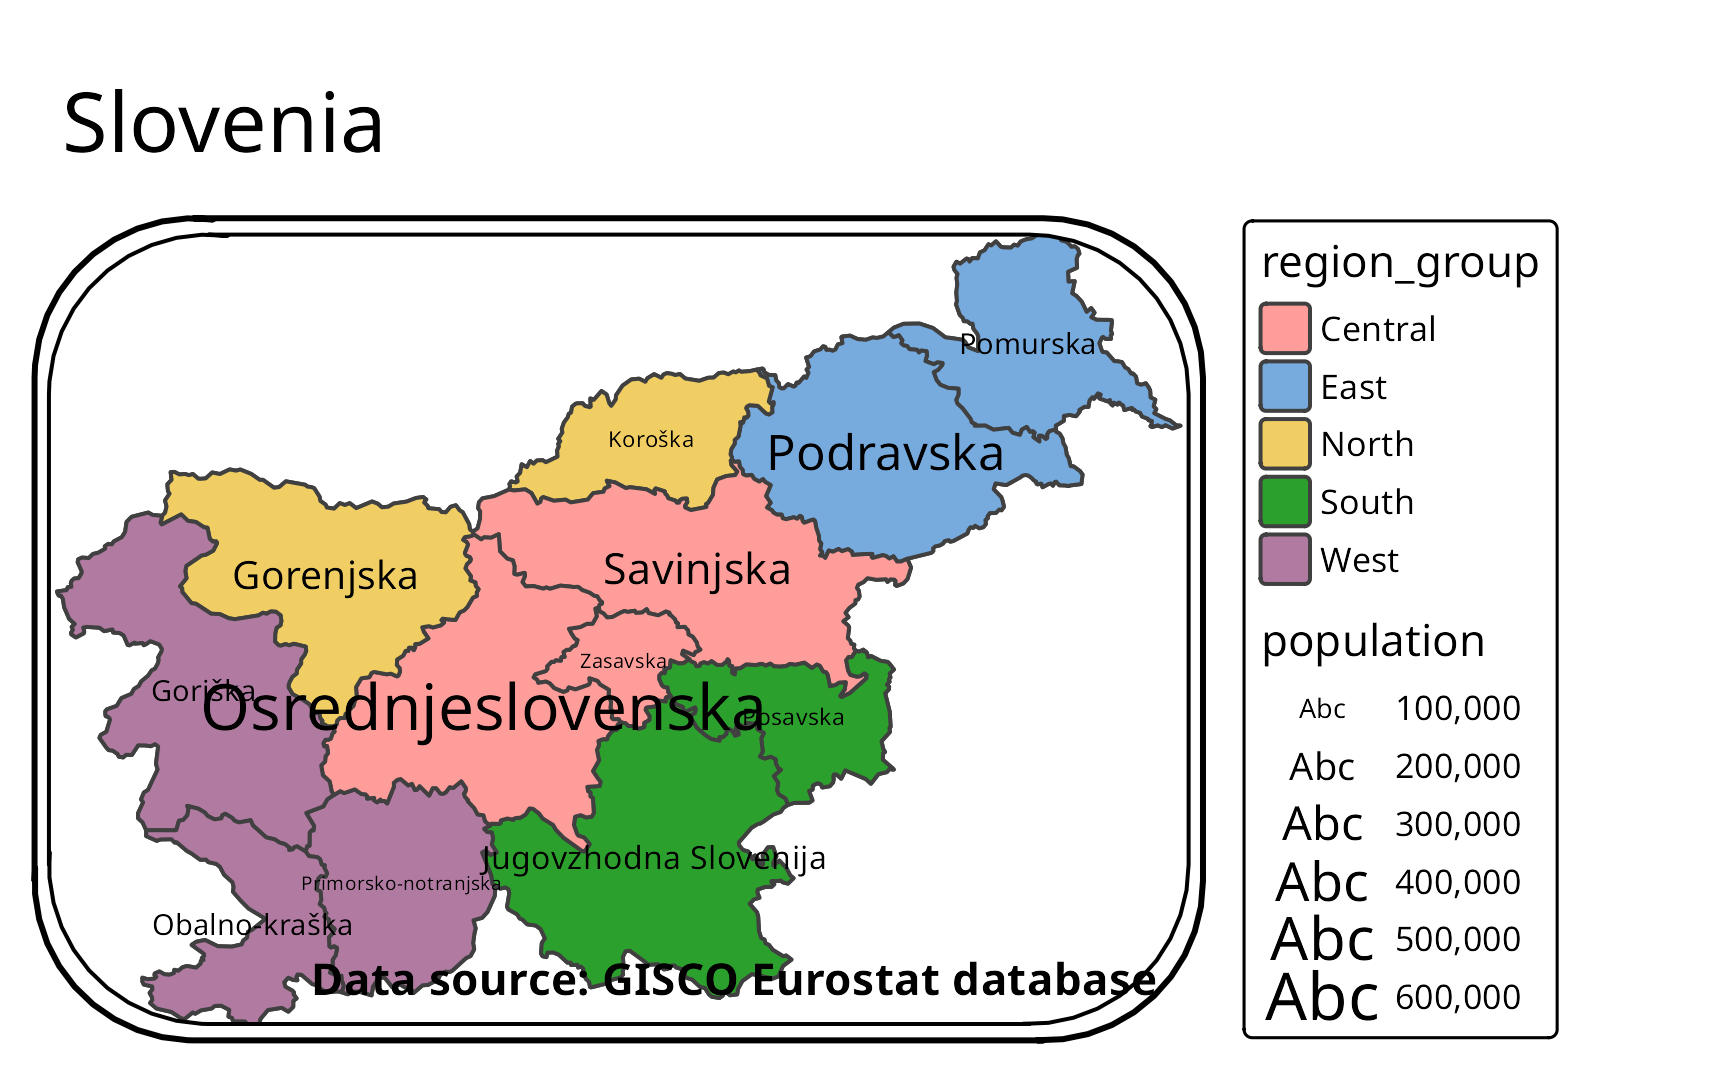 Slovenia
Pomurska
Koroška
Podravska
Gorenjska
Savinjska
Zasavska
Goriška
Osrednjeslovenska
Posavska
Jugovzhodna Slovenija
Primorsko-notranjska
Obalno-kraška
Data source: GISCO Eurostat database
region_group
Central
East
North
South
West
population
Abc 100,000
Abc 200,000
Abc 300,000
Abc 400,000
Abc 500,000
Abc 600,000